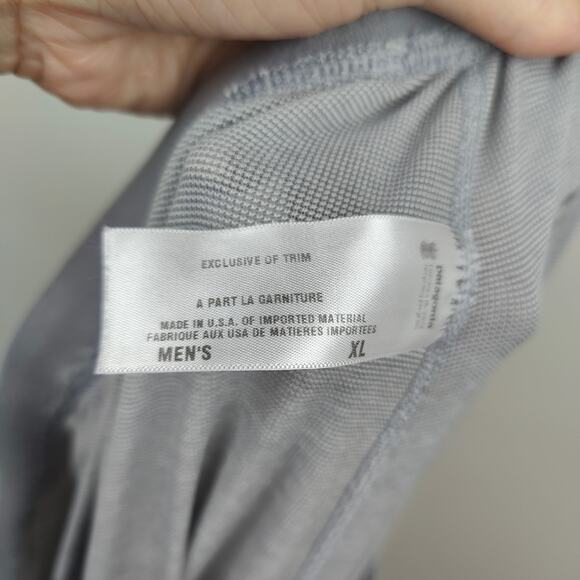 EXCLUSIVE OF TRIM
A PART LA GARNITURE
MADE IN U.S.A. OF IMPORTED MATERIAL
FABRIQUE AUX USA DE MATIERES IMPORTEES
MEN'S XL
patagonia